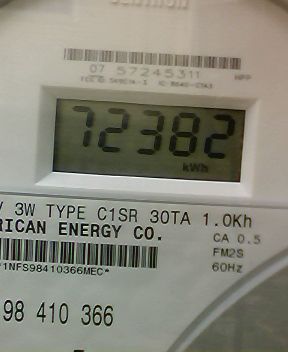 07 57245311
72382
kWh
3W TYPE C1SR 30TA 1.0Kh
RICAN ENERGY CO.
CA 0.5
FM2S
60Hz
1NFS98410366MEC*
98 410 366